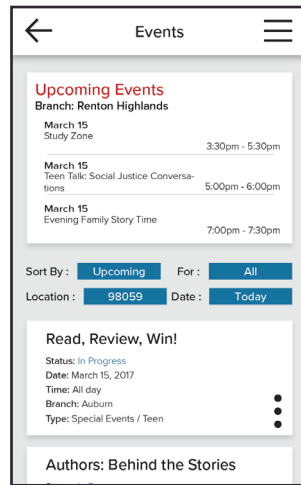 Events
Upcoming Events
Branch: Renton Highlands
March 15
Study Zone
3:30pm - 5:30pm
March 15
Teen Talk: Social Justice Conversa-
tions
5:00pm - 6:00pm
March 15
Evening Family Story Time
7:00pm - 7:30pm
Sort By : Upcoming For : All
Location : 98059 Date : Today
Read, Review, Win!
Status: In Progress
Date: March 15, 2017
Time: All day
Branch: Auburn
Type: Special Events / Teen
Authors: Behind the Stories